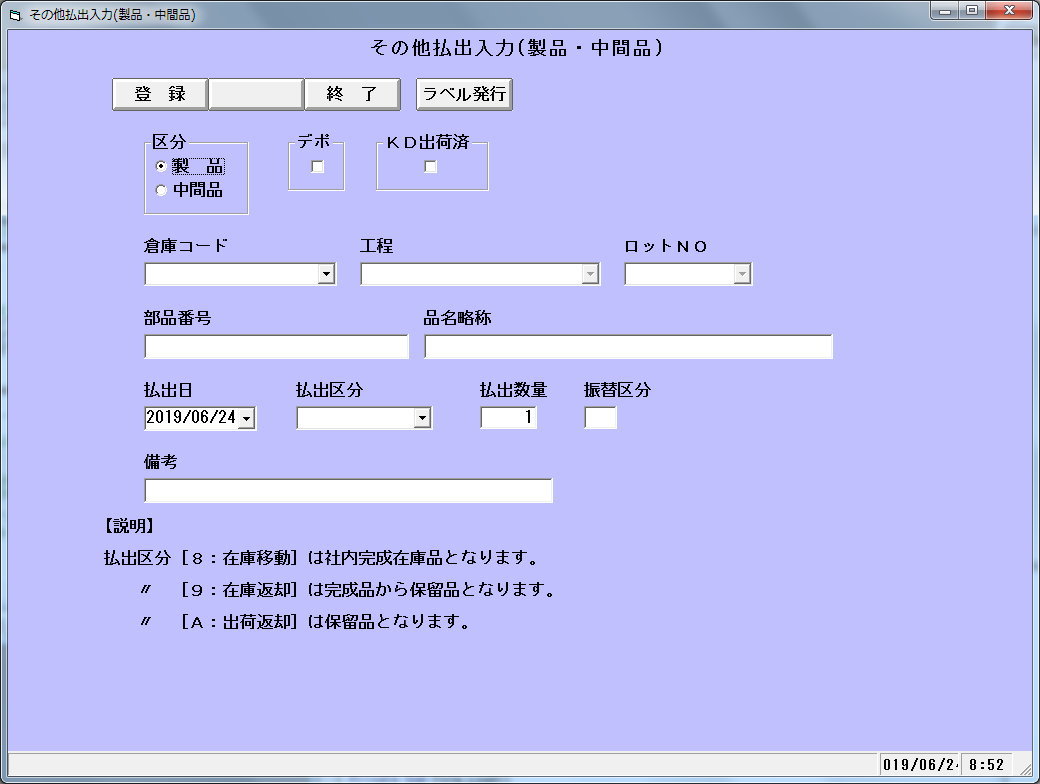 その他払出入力(製品・中間品)
その他払出入力(製品・中間品)
登　録 終　了 ラベル発行
区分 デポ ＫＤ出荷済
製　品
中間品
倉庫コード 工程 ロットＮＯ
部品番号 品名略称
払出日 払出区分 払出数量 振替区分
2019/06/24 1
備考
【説明】
払出区分［８：在庫移動］は社内完成在庫品となります。
〃　［９：在庫返却］は完成品から保留品となります。
〃　［Ａ：出荷返却］は保留品となります。
019/06/2 8:52